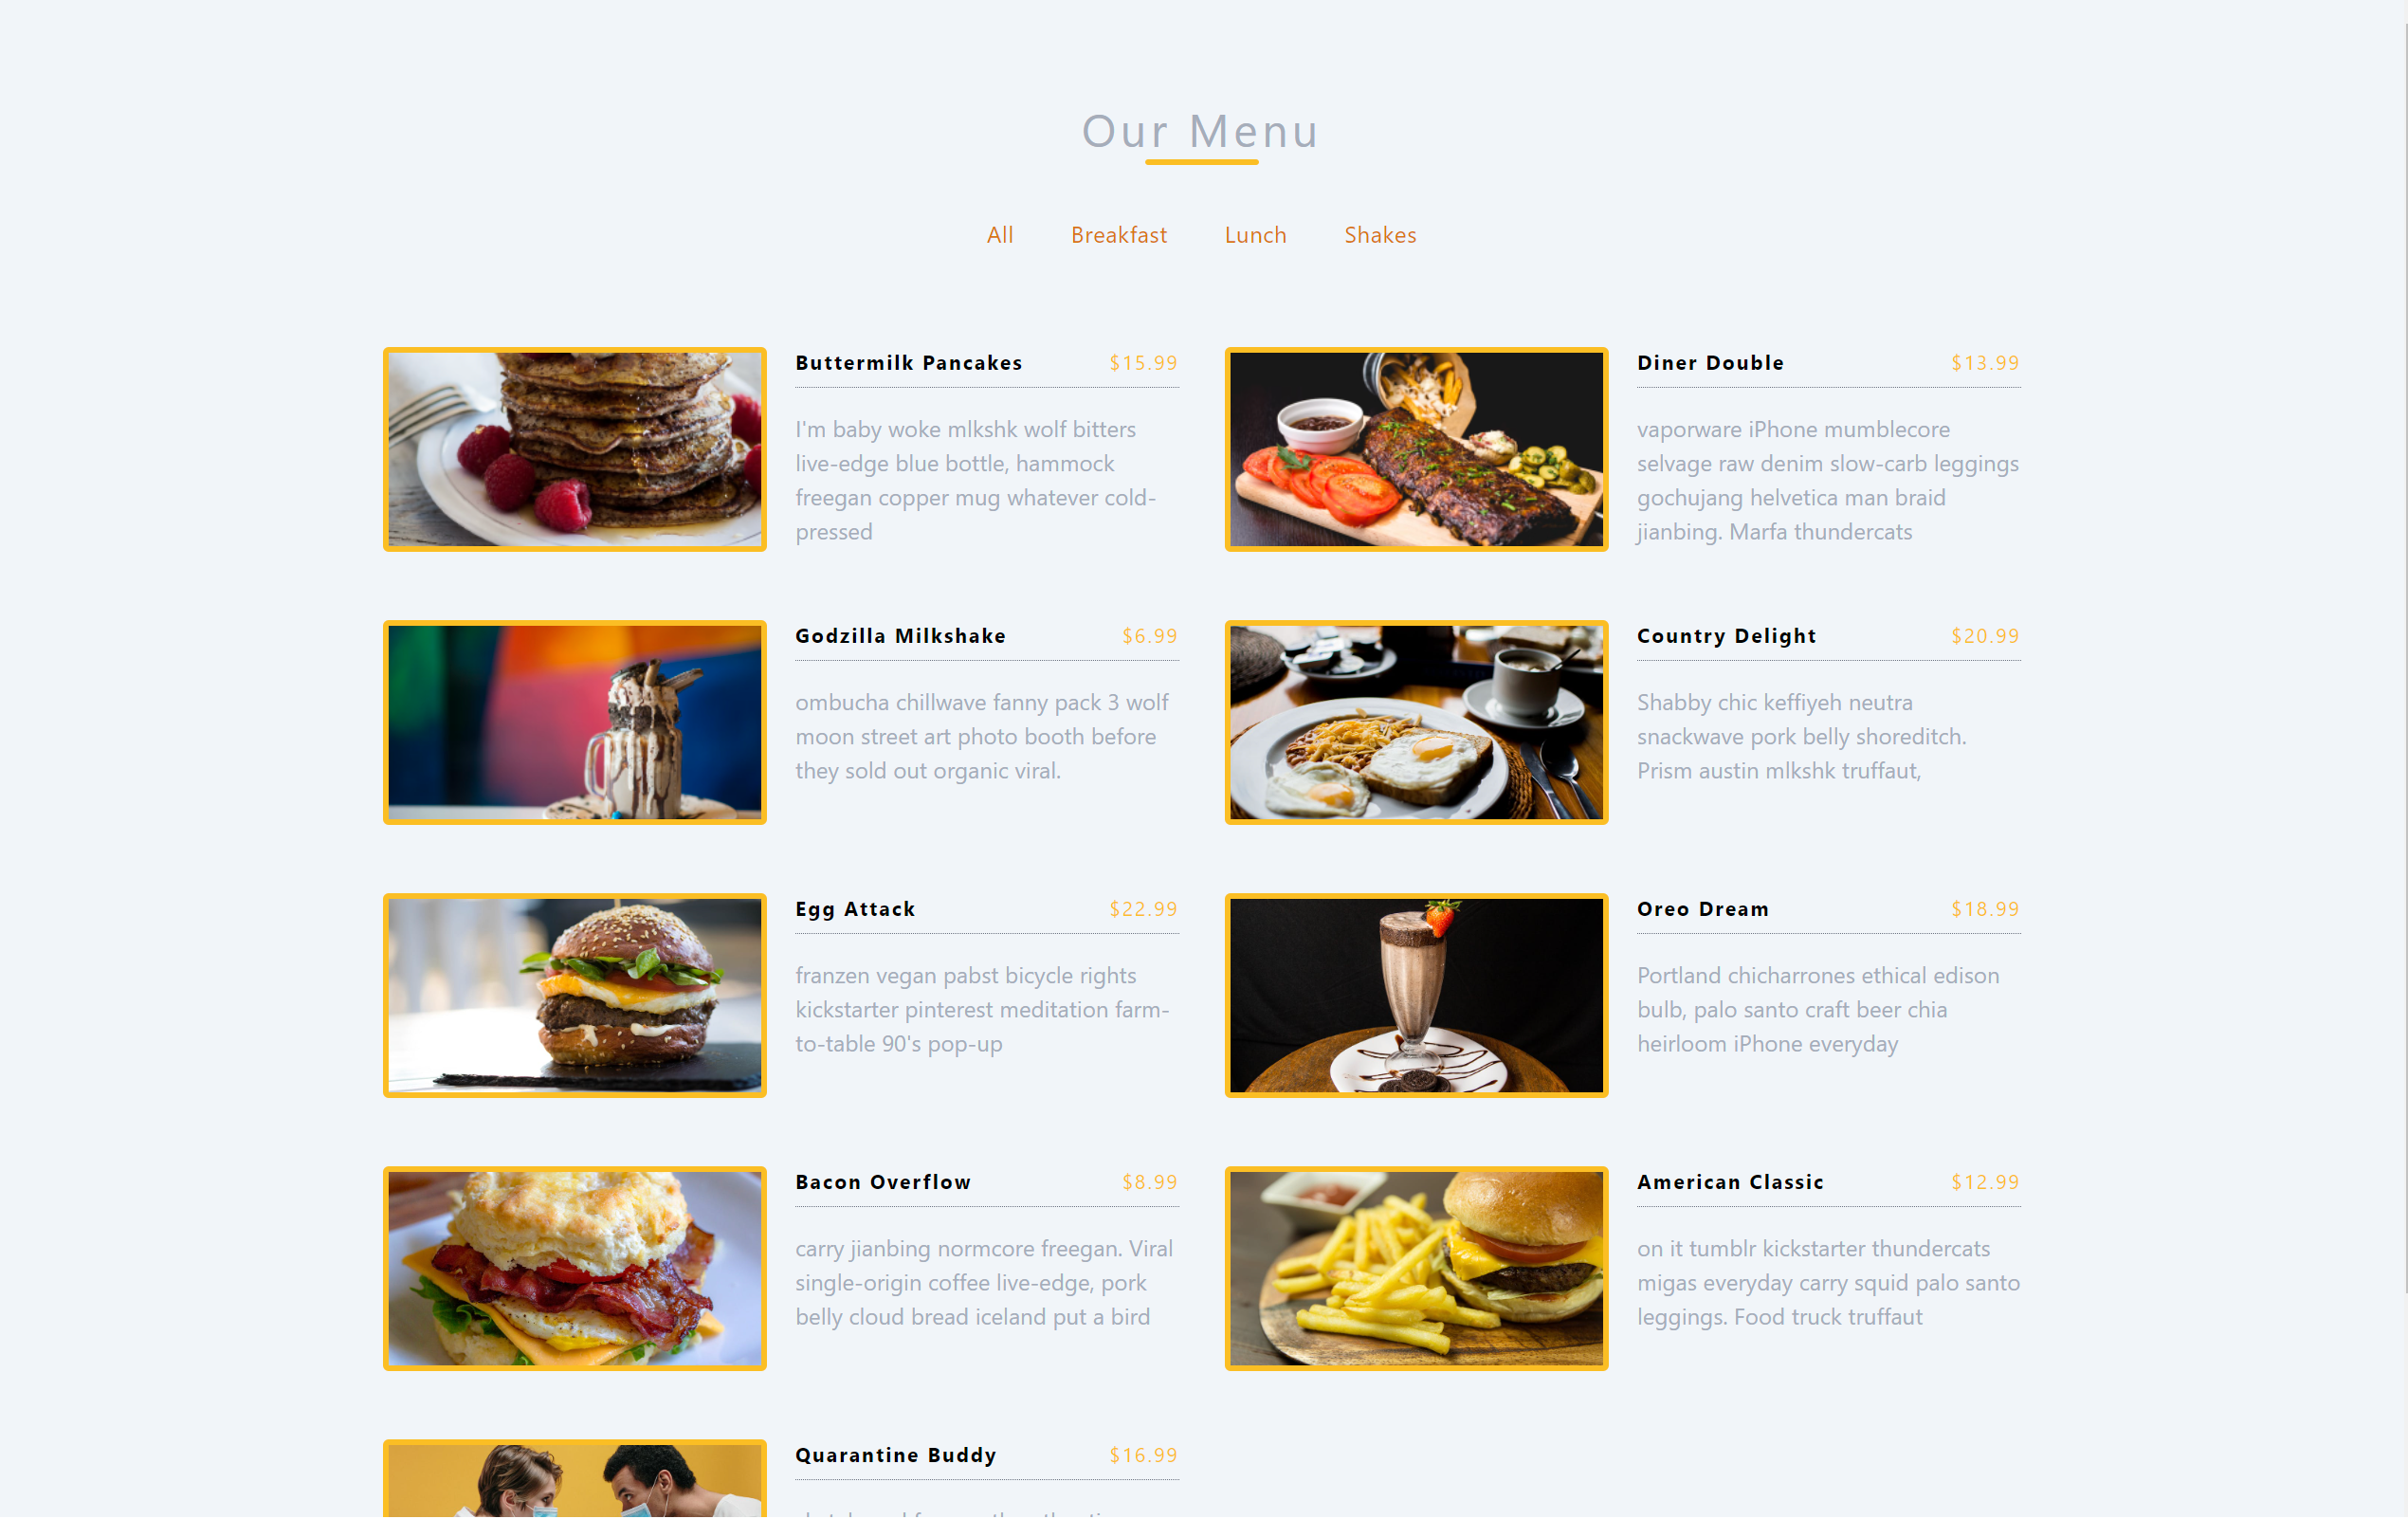 Our Menu
All Breakfast Lunch Shakes
Buttermilk Pancakes $15.99
I'm baby woke mlkshk wolf bitters
live-edge blue bottle, hammock
freegan copper mug whatever cold-
pressed
Diner Double $13.99
vaporware iPhone mumblecore
selvage raw denim slow-carb leggings
gochujang helvetica man braid
jianbing. Marfa thundercats
Godzilla Milkshake $6.99
ombucha chillwave fanny pack 3 wolf
moon street art photo booth before
they sold out organic viral.
Country Delight $20.99
Shabby chic keffiyeh neutra
snackwave pork belly shoreditch.
Prism austin mlkshk truffaut,
Egg Attack $22.99
franzen vegan pabst bicycle rights
kickstarter pinterest meditation farm-
to-table 90's pop-up
Oreo Dream $18.99
Portland chicharrones ethical edison
bulb, palo santo craft beer chia
heirloom iPhone everyday
Bacon Overflow $8.99
carry jianbing normcore freegan. Viral
single-origin coffee live-edge, pork
belly cloud bread iceland put a bird
American Classic $12.99
on it tumblr kickstarter thundercats
migas everyday carry squid palo santo
leggings. Food truck truffaut
Quarantine Buddy $16.99